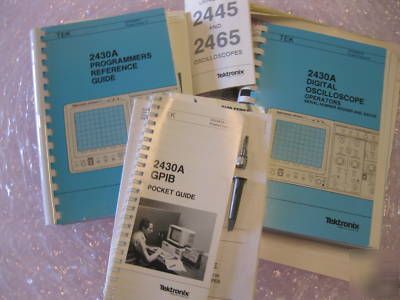 TEK
2430A
PROGRAMMERS
REFERENCE
GUIDE
2445
AND
2465
OSCILLOSCOPES
Tektronix
TEK
2430A
DIGITAL
OSCILLOSCOPE
OPERATORS
Tektronix
K
2430A
GPIB
POCKET GUIDE
Tektronix